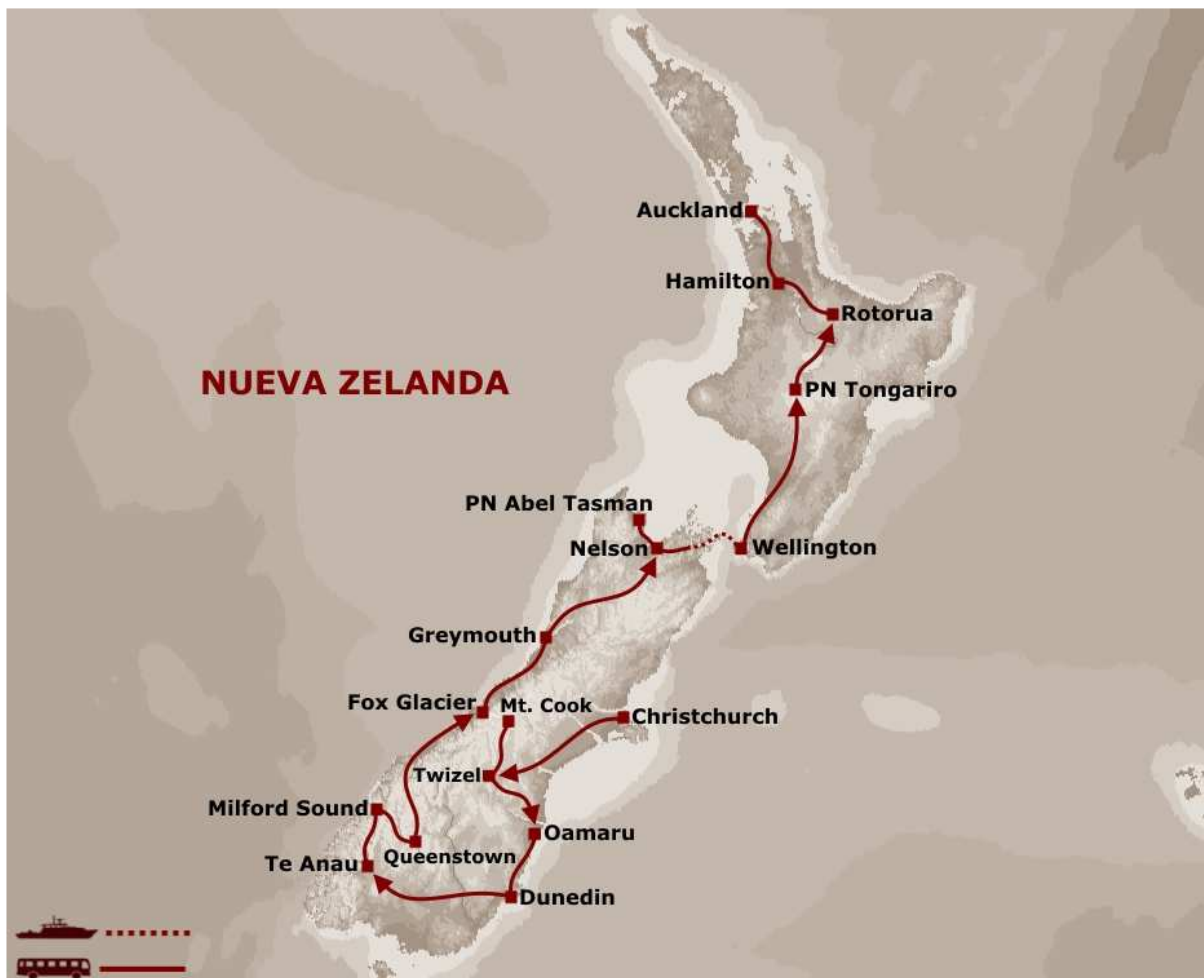 Auckland
Hamilton
Rotorua
NUEVA ZELANDA
PN Tongariro
PN Abel Tasman
Nelson
Wellington
Greymouth
Fox Glacier
Mt. Cook
Christchurch
Twizel
Milford Sound
Oamaru
Queenstown
Te Anau
Dunedin